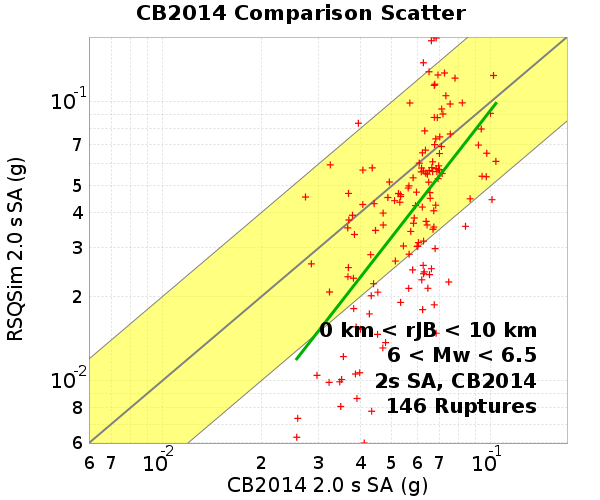 CB2014 Comparison Scatter
RSQSim 2.0 s SA (g)
10-1
7
5
4
3
2
10-2
8
6
0 km < rJB < 10 km
6 < Mw < 6.5
2s SA, CB2014
146 Ruptures
6 7 10-2 2 3 4 5 6 7 10-1
CB2014 2.0 s SA (g)